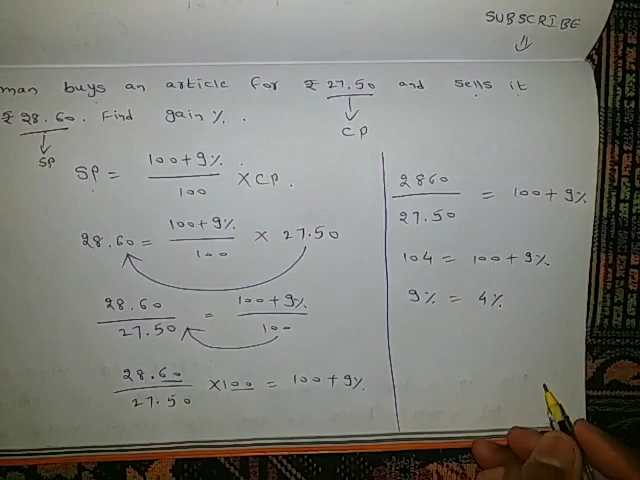 SUBSCRIBE
man buys an article for ₹ 27.50 and sells it
₹ 28.60. Find gain %.
SP
CP
SP = 100+g% / 100 × CP.
28.60 = 100+g% / 100 × 27.50
28.60 / 27.50 = 100+g% / 100
28.60 / 27.50 × 100 = 100+g%
2860 / 27.50 = 100+g%
104 = 100+g%
g% = 4%